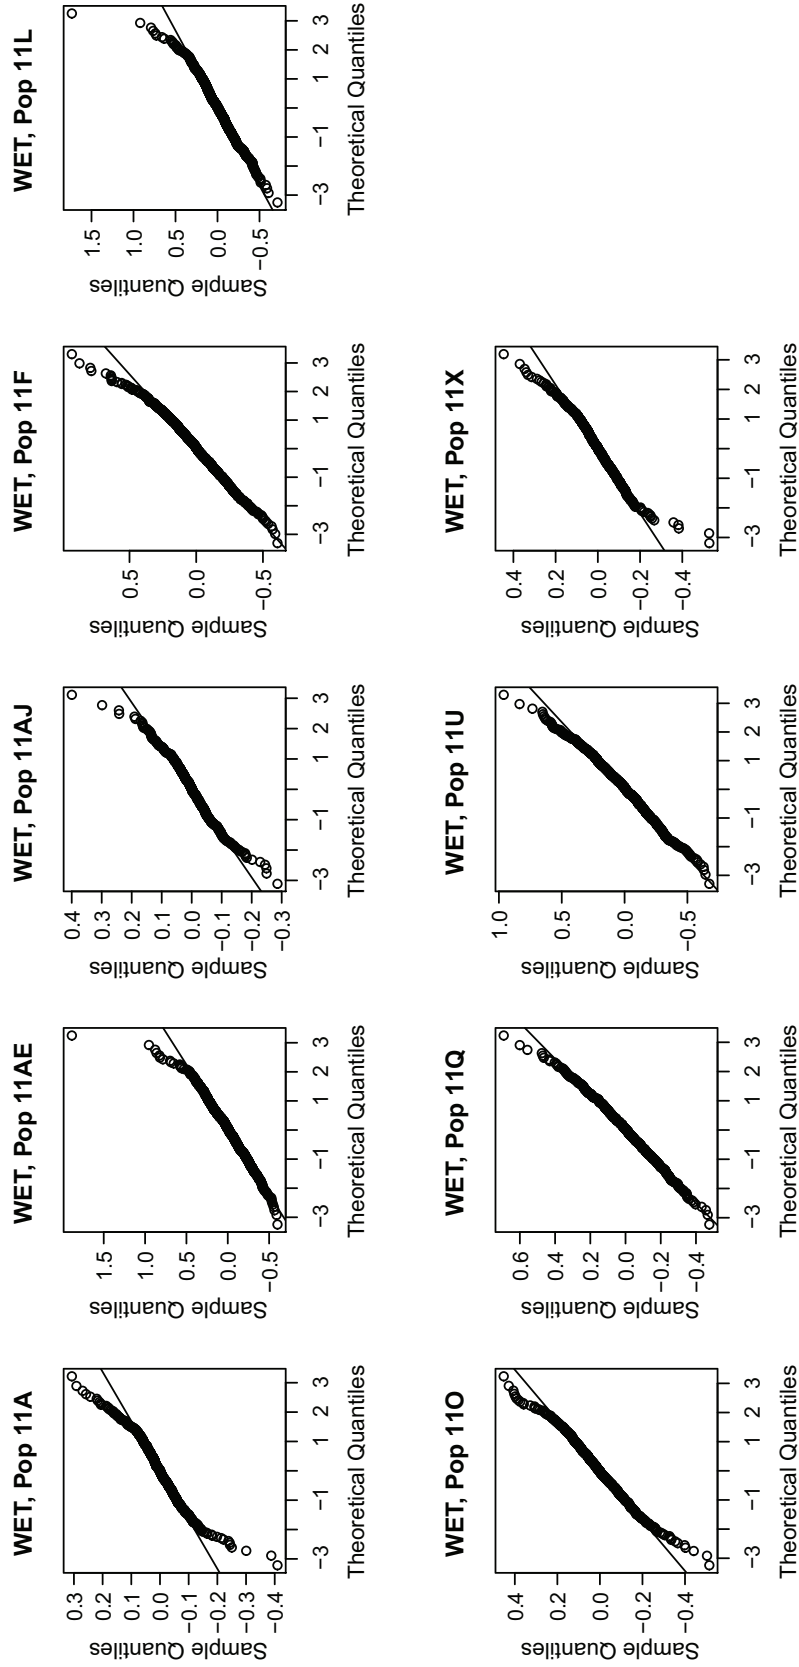 WET, Pop 11A
Sample Quantiles
0.3
0.2
0.1
0.0
−0.1
−0.2
−0.3
−0.4
−3 −1 1 2 3
Theoretical Quantiles
WET, Pop 11AE
Sample Quantiles
1.5
1.0
0.5
0.0
−0.5
−3 −1 1 2 3
Theoretical Quantiles
WET, Pop 11AJ
Sample Quantiles
0.4
0.3
0.2
0.1
0.0
−0.1
−0.2
−0.3
−3 −1 1 2 3
Theoretical Quantiles
WET, Pop 11F
Sample Quantiles
0.5
0.0
−0.5
−3 −1 1 2 3
Theoretical Quantiles
WET, Pop 11L
Sample Quantiles
1.5
1.0
0.5
0.0
−0.5
−3 −1 1 2 3
Theoretical Quantiles
WET, Pop 11O
Sample Quantiles
0.4
0.2
0.0
−0.2
−0.4
−3 −1 1 2 3
Theoretical Quantiles
WET, Pop 11Q
Sample Quantiles
0.6
0.4
0.2
0.0
−0.2
−0.4
−3 −1 1 2 3
Theoretical Quantiles
WET, Pop 11U
Sample Quantiles
1.0
0.5
0.0
−0.5
−3 −1 1 2 3
Theoretical Quantiles
WET, Pop 11X
Sample Quantiles
0.4
0.2
0.0
−0.2
−0.4
−3 −1 1 2 3
Theoretical Quantiles